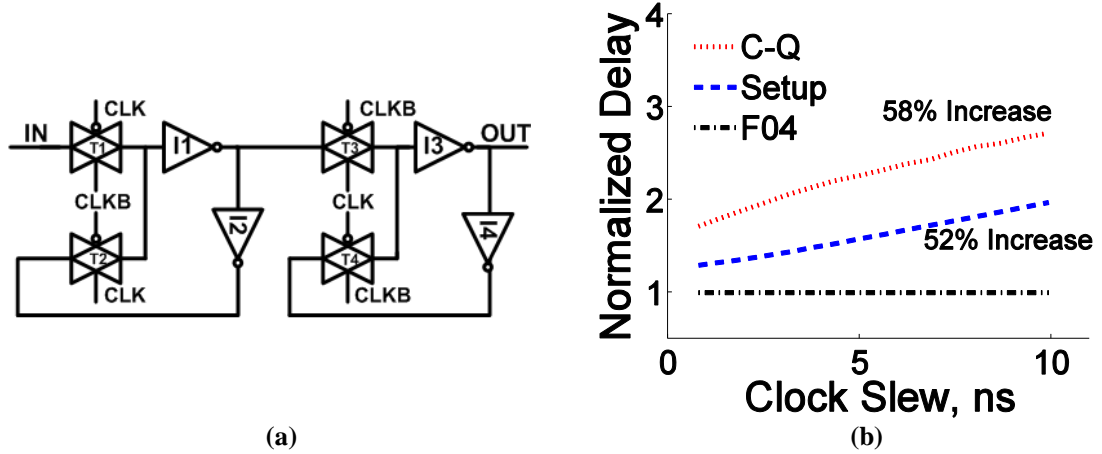 IN
CLK
T1
CLKB
T2
CLK
I1
I2
CLKB
T3
CLK
T4
CLKB
I3
OUT
I4
(a)
Normalized Delay
4
3
2
1
C-Q
Setup
F04
58% Increase
52% Increase
0
5
10
Clock Slew, ns
(b)